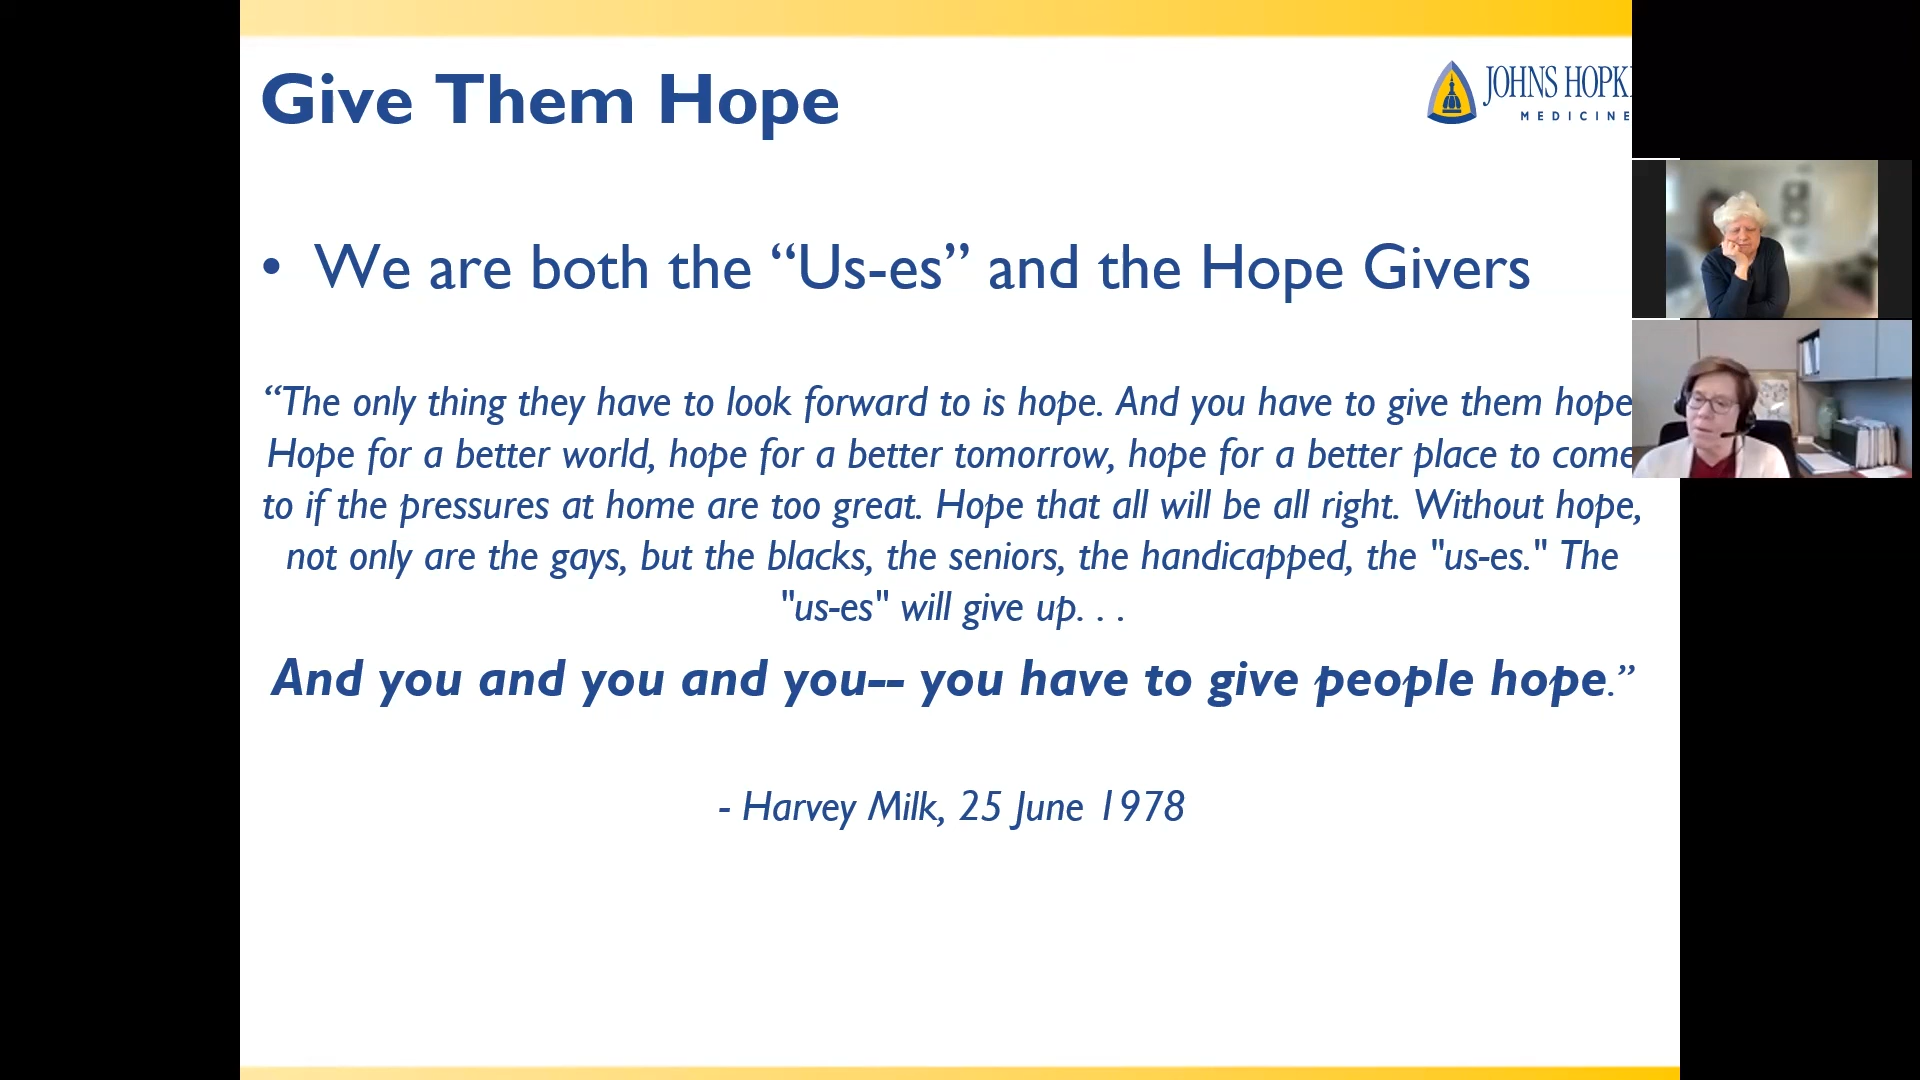 Give Them Hope
JOHNS HOPK
MEDICINE
• We are both the “Us-es” and the Hope Givers
“The only thing they have to look forward to is hope. And you have to give them hope
Hope for a better world, hope for a better tomorrow, hope for a better place to come
to if the pressures at home are too great. Hope that all will be all right. Without hope,
not only are the gays, but the blacks, the seniors, the handicapped, the "us-es." The
"us-es" will give up. . .
And you and you and you-- you have to give people hope.”
- Harvey Milk, 25 June 1978